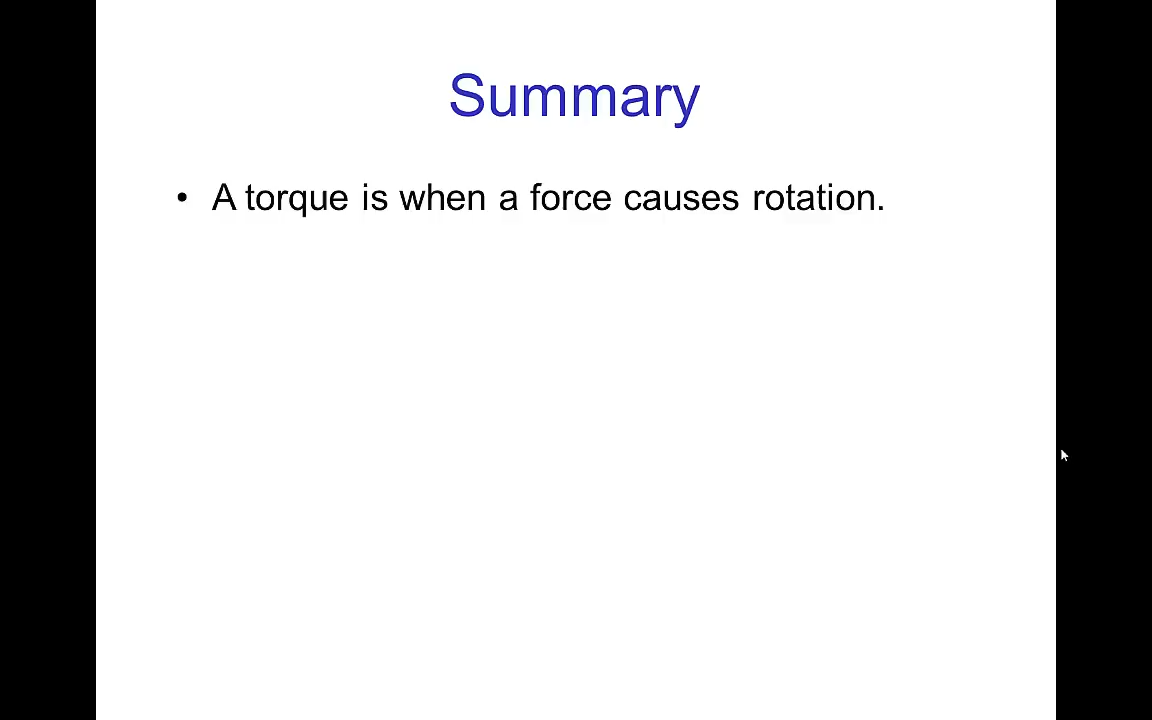 Summary
• A torque is when a force causes rotation.